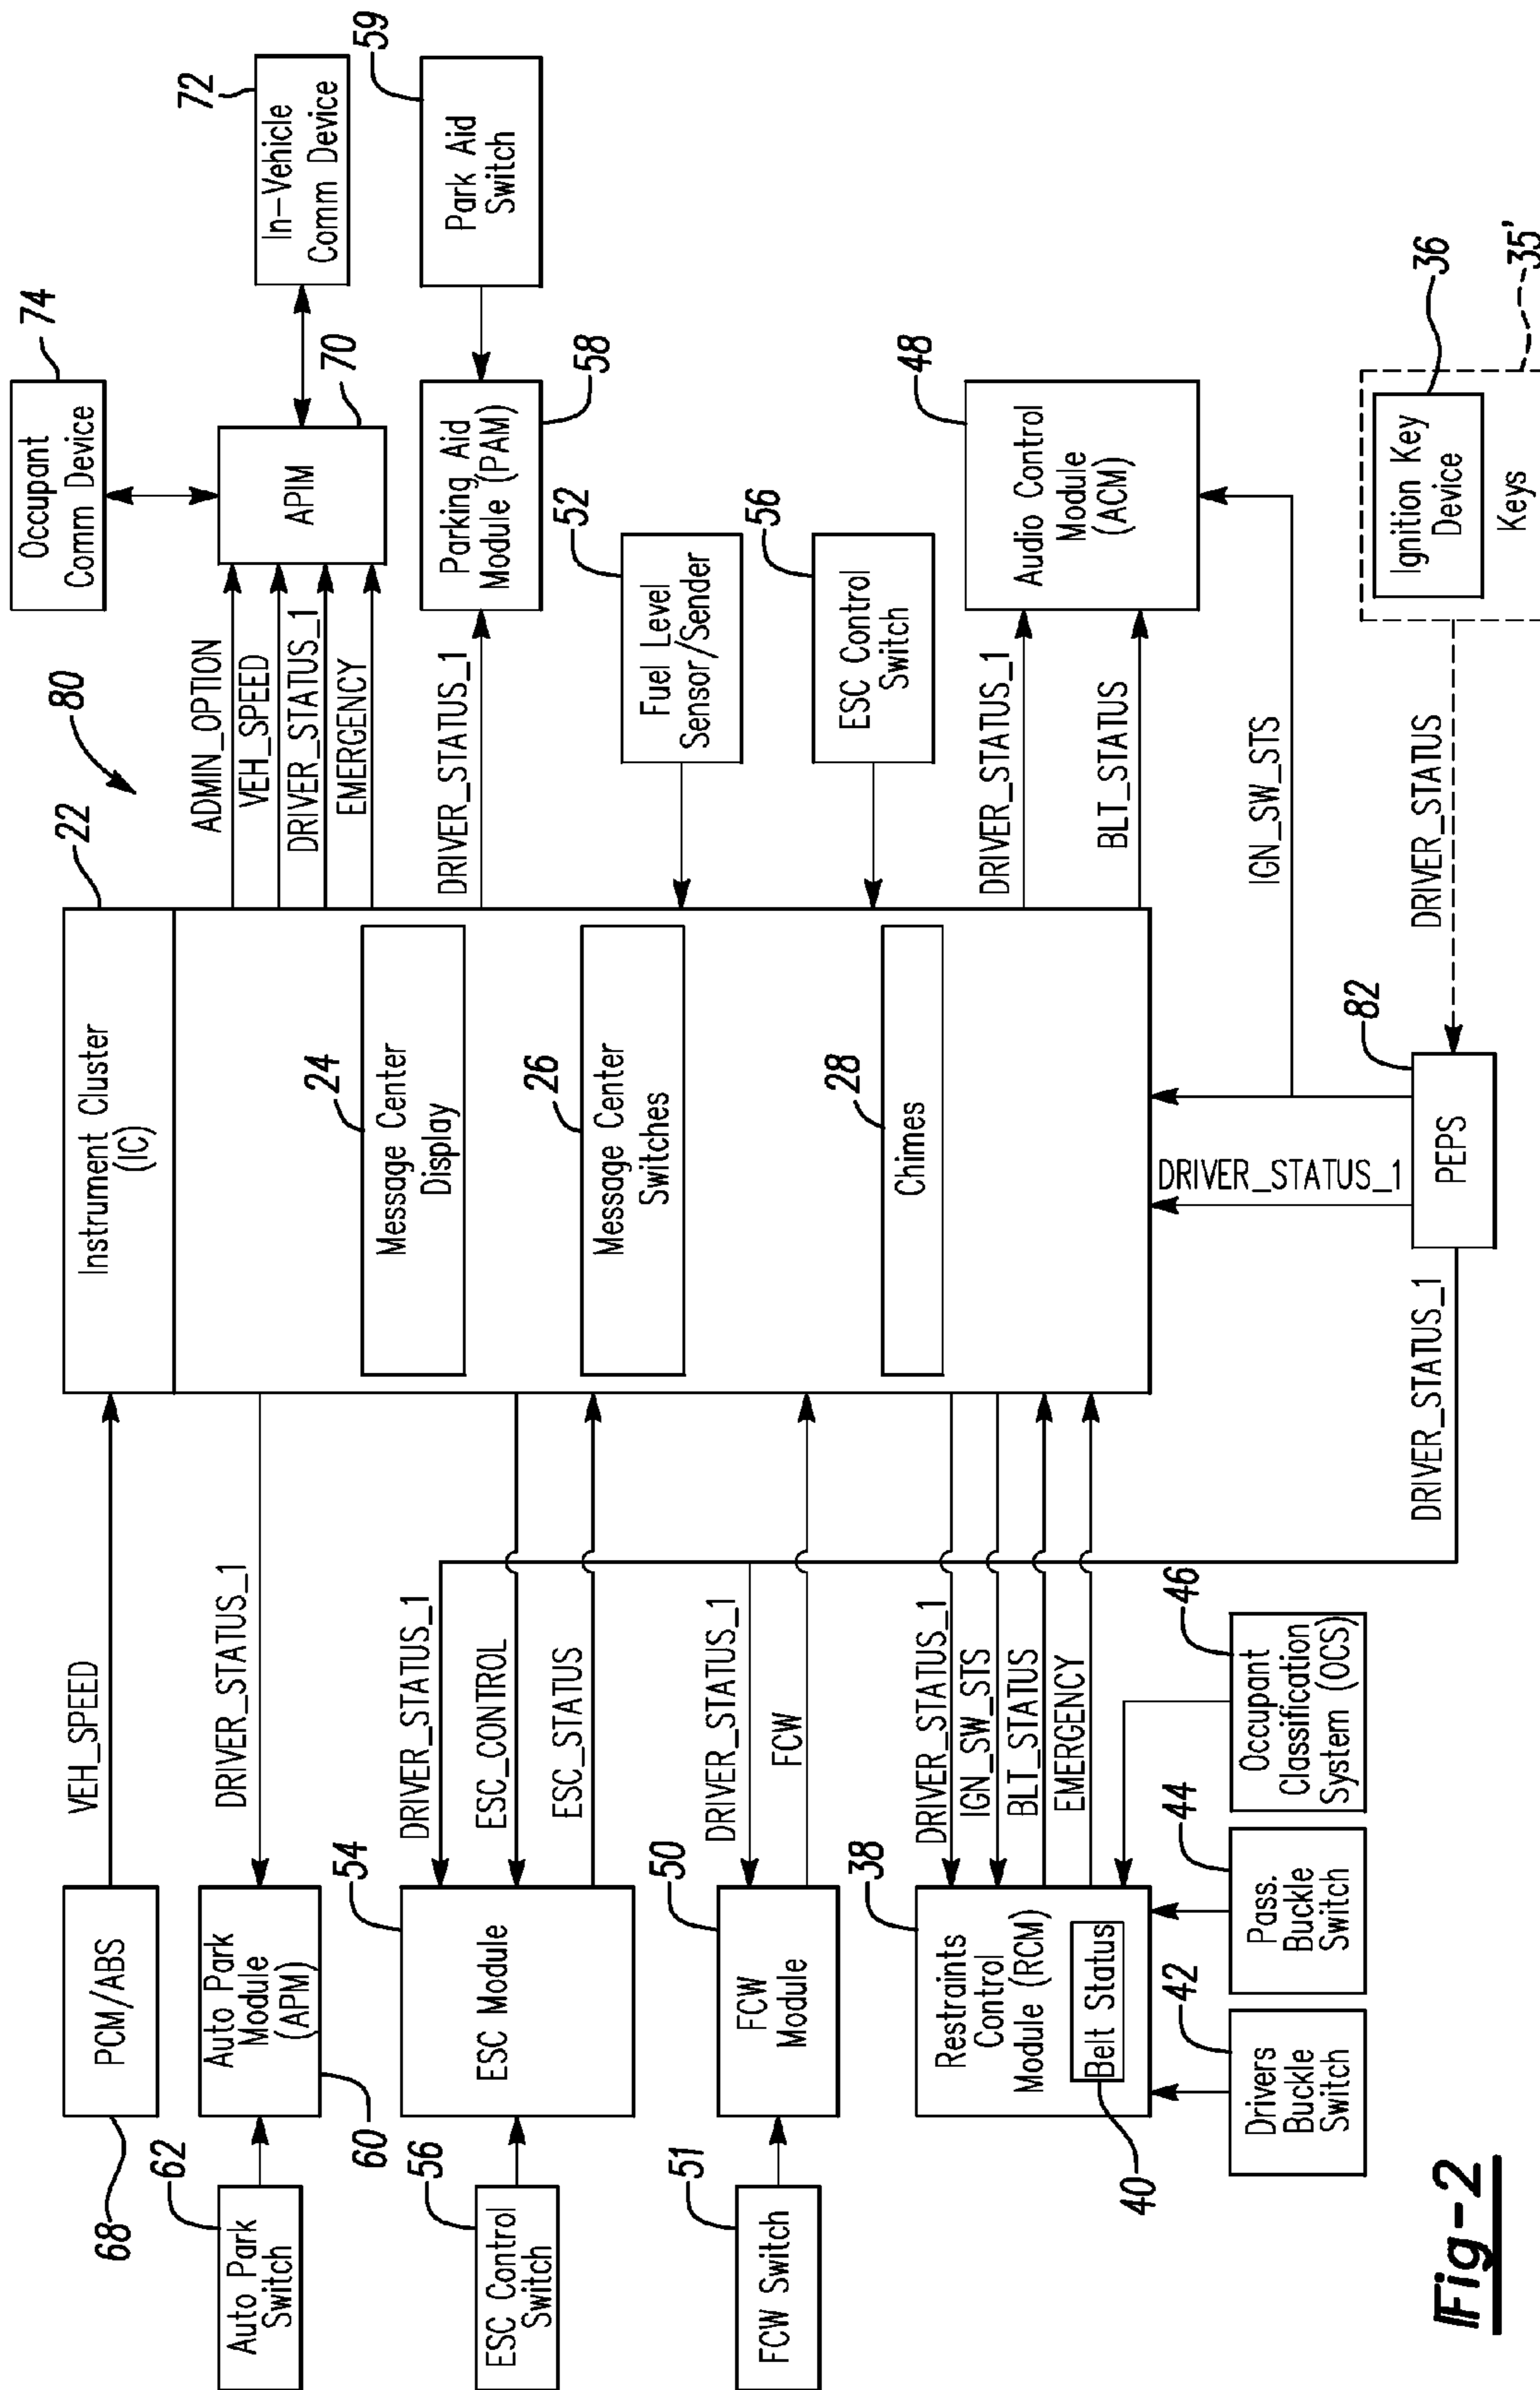 80
Occupant
Comm Device
74
In-Vehicle
Comm Device
72
APIM
70
Park Aid
Switch
59
Parking Aid
Module (PAM)
58
Fuel Level
Sensor/Sender
52
ESC Control
Switch
56
Audio Control
Module
(ACM)
48
Ignition Key
Device
36
Keys
35'
ADMIN_OPTION
VEH_SPEED
DRIVER_STATUS_1
EMERGENCY
DRIVER_STATUS_1
DRIVER_STATUS_1
BLT_STATUS
IGN_SW_STS
DRIVER_STATUS
Instrument Cluster
(IC)
22
Message Center
Display
24
Message Center
Switches
26
Chimes
28
DRIVER_STATUS_1
PEPS
82
DRIVER_STATUS_1
VEH_SPEED
DRIVER_STATUS_1
DRIVER_STATUS_1
ESC_CONTROL
ESC_STATUS
DRIVER_STATUS_1
FCW
DRIVER_STATUS_1
IGN_SW_STS
BLT_STATUS
EMERGENCY
PCM/ABS
68
Auto Park
Module
(APM)
60
Auto Park
Switch
62
ESC Module
54
ESC Control
Switch
56
FCW
Module
50
FCW Switch
51
Restraints
Control
Module (RCM)
38
Belt Status
40
Drivers
Buckle
Switch
42
Pass.
Buckle
Switch
44
Occupant
Classification
System (OCS)
46
Fig-2